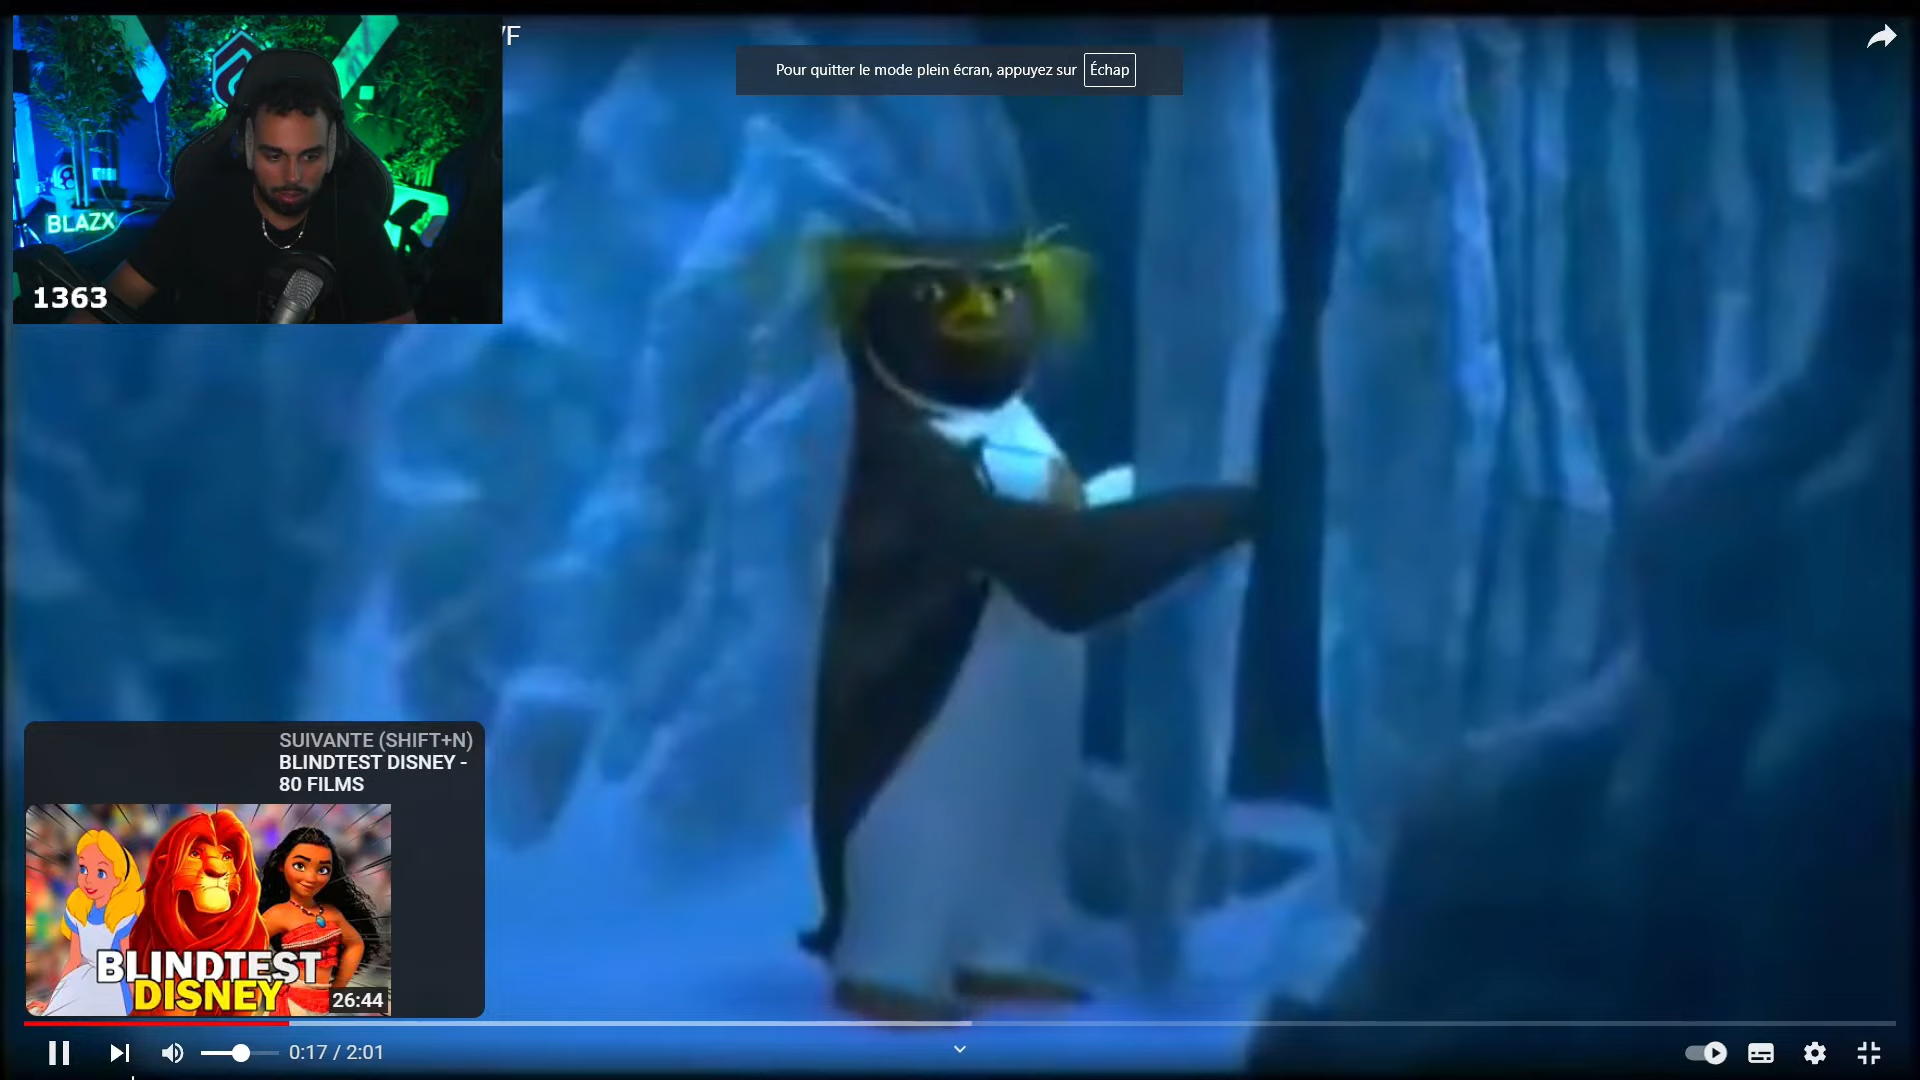 VF
Pour quitter le mode plein écran, appuyez sur Échap
BLAZX
1363
SUIVANTE (SHIFT+N)
BLINDTEST DISNEY -
80 FILMS
BLINDTEST
DISNEY
26:44
0:17 / 2:01